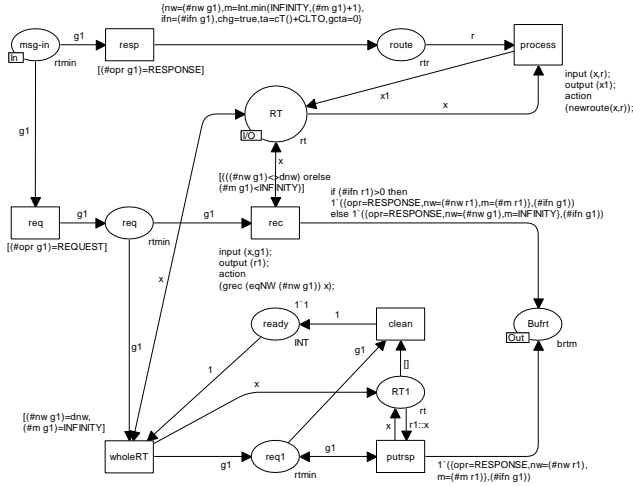 {nw=(#nw g1),m=Int.min(INFINITY,(#m g1)+1),
ifn=(#ifn g1),chg=true,ta=cT()+CLTO,gcta=0}
msg-in
g1
resp
route
r
process
In
rtmin
[(#opr g1)=RESPONSE]
rtr
input (x,r);
output (x1);
action
(newroute(x,r));
x1
g1
RT
x
I/O
rt
x
[(((#nw g1)<>dnw) orelse
(#m g1)<INFINITY)]
if (#ifn r1)>0 then
1`({opr=RESPONSE,nw=(#nw r1),m=(#m r1)},(#ifn g1))
else 1`({opr=RESPONSE,nw=(#nw g1),m=INFINITY},(#ifn g1))
req
g1
req
g1
rec
rtmin
[(#opr g1)=REQUEST]
input (x,g1);
output (r1);
action
(grec (eqNW (#nw g1)) x);
x
1`1
ready
1
clean
INT
Bufrt
Out
brtm
g1
g1
1
[]
x
RT1
rt
[(#nw g1)=dnw,
(#m g1)=INFINITY]
x
r1::x
wholeRT
g1
req1
g1
putrsp
rtmin
1`({opr=RESPONSE,nw=(#nw r1),
m=(#m r1)},(#ifn g1))